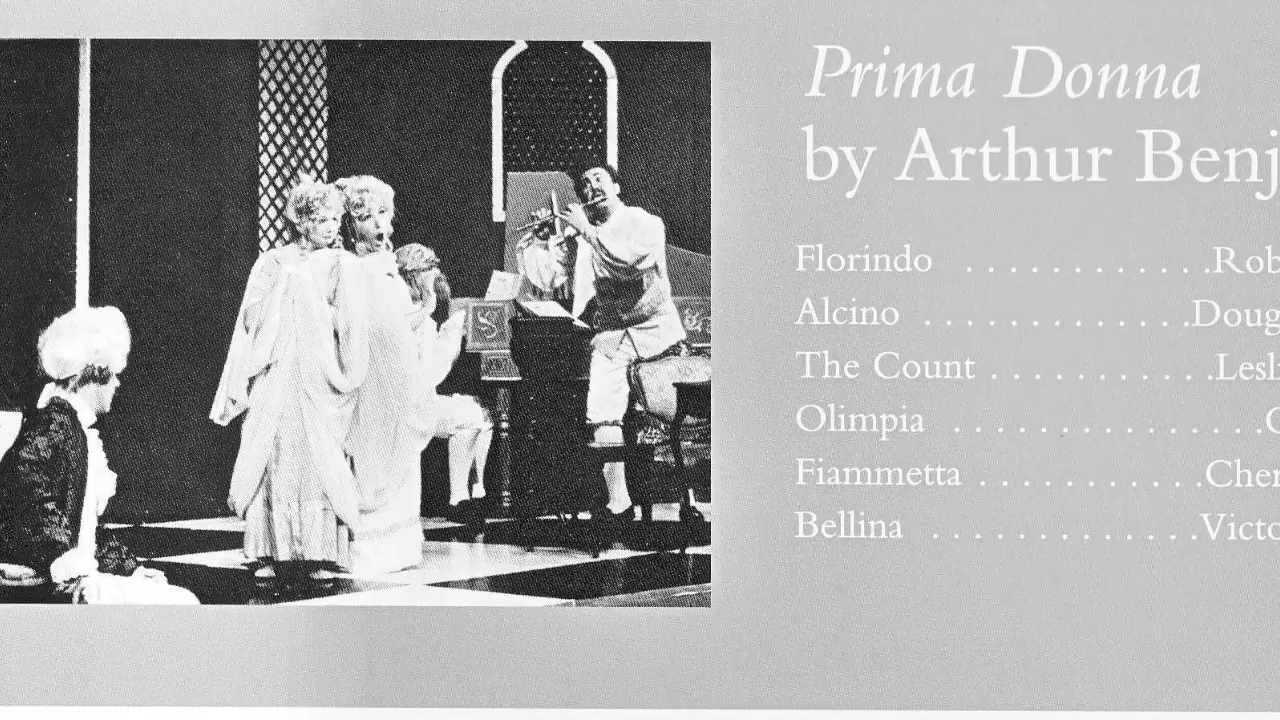 Prima Donna
by Arthur Benj
Florindo . . . . . . . . . . . . .Rob
Alcino . . . . . . . . . . . . . .Doug
The Count . . . . . . . . . . . .Lesl
Olimpia . . . . . . . . . . . . . . . .
Fiammetta . . . . . . . . . . . .Cher
Bellina . . . . . . . . . . . . . .Victo